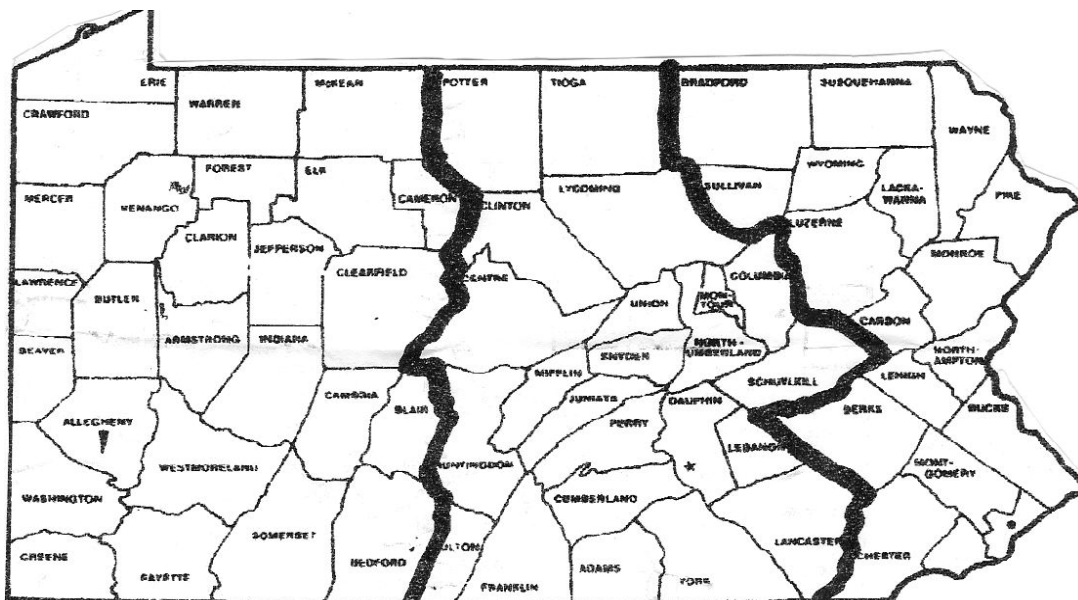 ERIE
McKEAN
POTTER
TIOGA
BRADFORD
SUSQUEHANNA
WARREN
CRAWFORD
WAYNE
FOREST
ELK
WYOMING
MERCER
VENANGO
CAMERON
CLINTON
LYCOMING
SULLIVAN
LACKA-
WANNA
PIKE
CLARION
JEFFERSON
LUZERNE
MONROE
LAWRENCE
BUTLER
CLEARFIELD
CENTRE
UNION
MON-
TOUR
COLUMBIA
CARBON
BEAVER
ARMSTRONG
INDIANA
SNYDER
NORTH-
UMBERLAND
NORTH-
AMPTON
MIFFLIN
SCHUYLKILL
LEHIGH
CAMBRIA
BLAIR
JUNIATA
DAUPHIN
BERKS
BUCKS
ALLEGHENY
PERRY
LEBANON
WESTMORELAND
HUNTINGDON
MONT-
GOMERY
WASHINGTON
CUMBERLAND
SOMERSET
BEDFORD
ULTON
LANCASTER
CHESTER
GREENE
FAYETTE
FRANKLIN
ADAMS
YORK